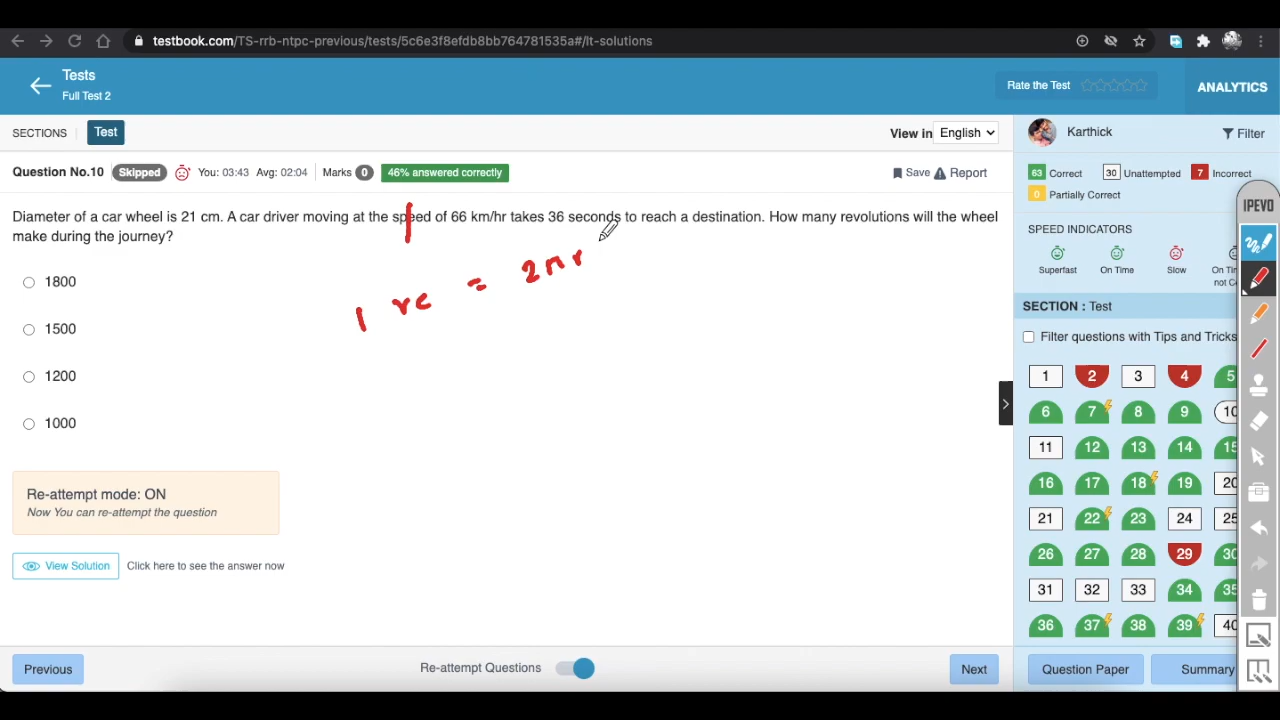 testbook.com/TS-rrb-ntpc-previous/tests/5c6e3f8efdb8bb764781535a#/lt-solutions
Tests
Full Test 2
Rate the Test
ANALYTICS
SECTIONS Test
View in English
Karthick
Filter
Question No.10 Skipped You: 03:43 Avg: 02:04 Marks 0 46% answered correctly
Save Report
63 Correct 30 Unattempted 7 Incorrect
0 Partially Correct
IPEVO
Diameter of a car wheel is 21 cm. A car driver moving at the speed of 66 km/hr takes 36 seconds to reach a destination. How many revolutions will the wheel
make during the journey?
SPEED INDICATORS
Superfast On Time Slow On Tim
not C
1 re = 2πr
1800
1500
1200
1000
SECTION : Test
Filter questions with Tips and Tricks
1 2 3 4 5
6 7 8 9 10
11 12 13 14 15
16 17 18 19 20
21 22 23 24 25
26 27 28 29 30
31 32 33 34 35
36 37 38 39 40
Re-attempt mode: ON
Now You can re-attempt the question
View Solution Click here to see the answer now
Previous
Re-attempt Questions
Next
Question Paper
Summary